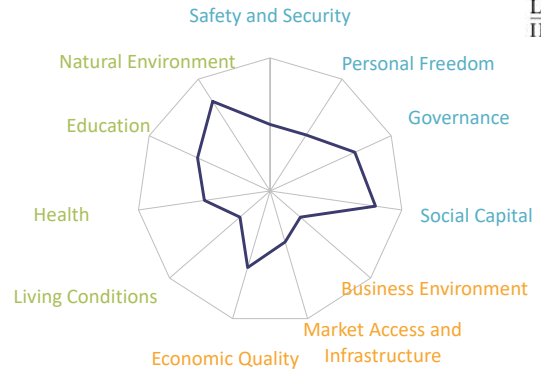 Safety and Security
Natural Environment
Personal Freedom
Education
Governance
Health
Social Capital
Living Conditions
Business Environment
Market Access and
Infrastructure
Economic Quality